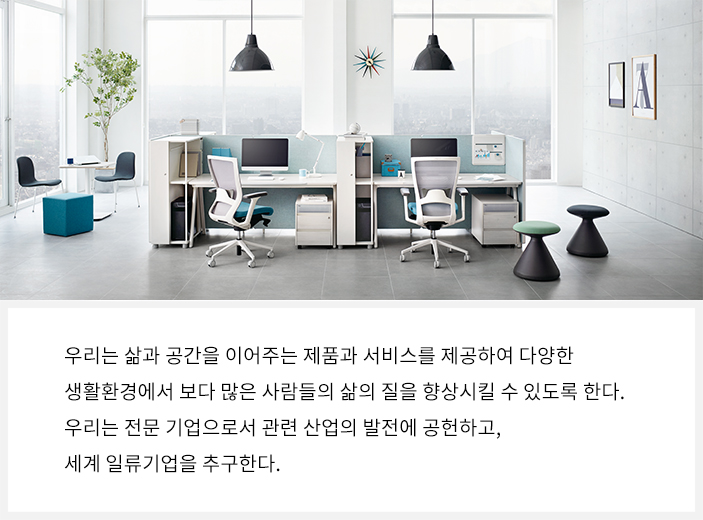 A
우리는 삶과 공간을 이어주는 제품과 서비스를 제공하여 다양한
생활환경에서 보다 많은 사람들의 삶의 질을 향상시킬 수 있도록 한다.
우리는 전문 기업으로서 관련 산업의 발전에 공헌하고,
세계 일류기업을 추구한다.